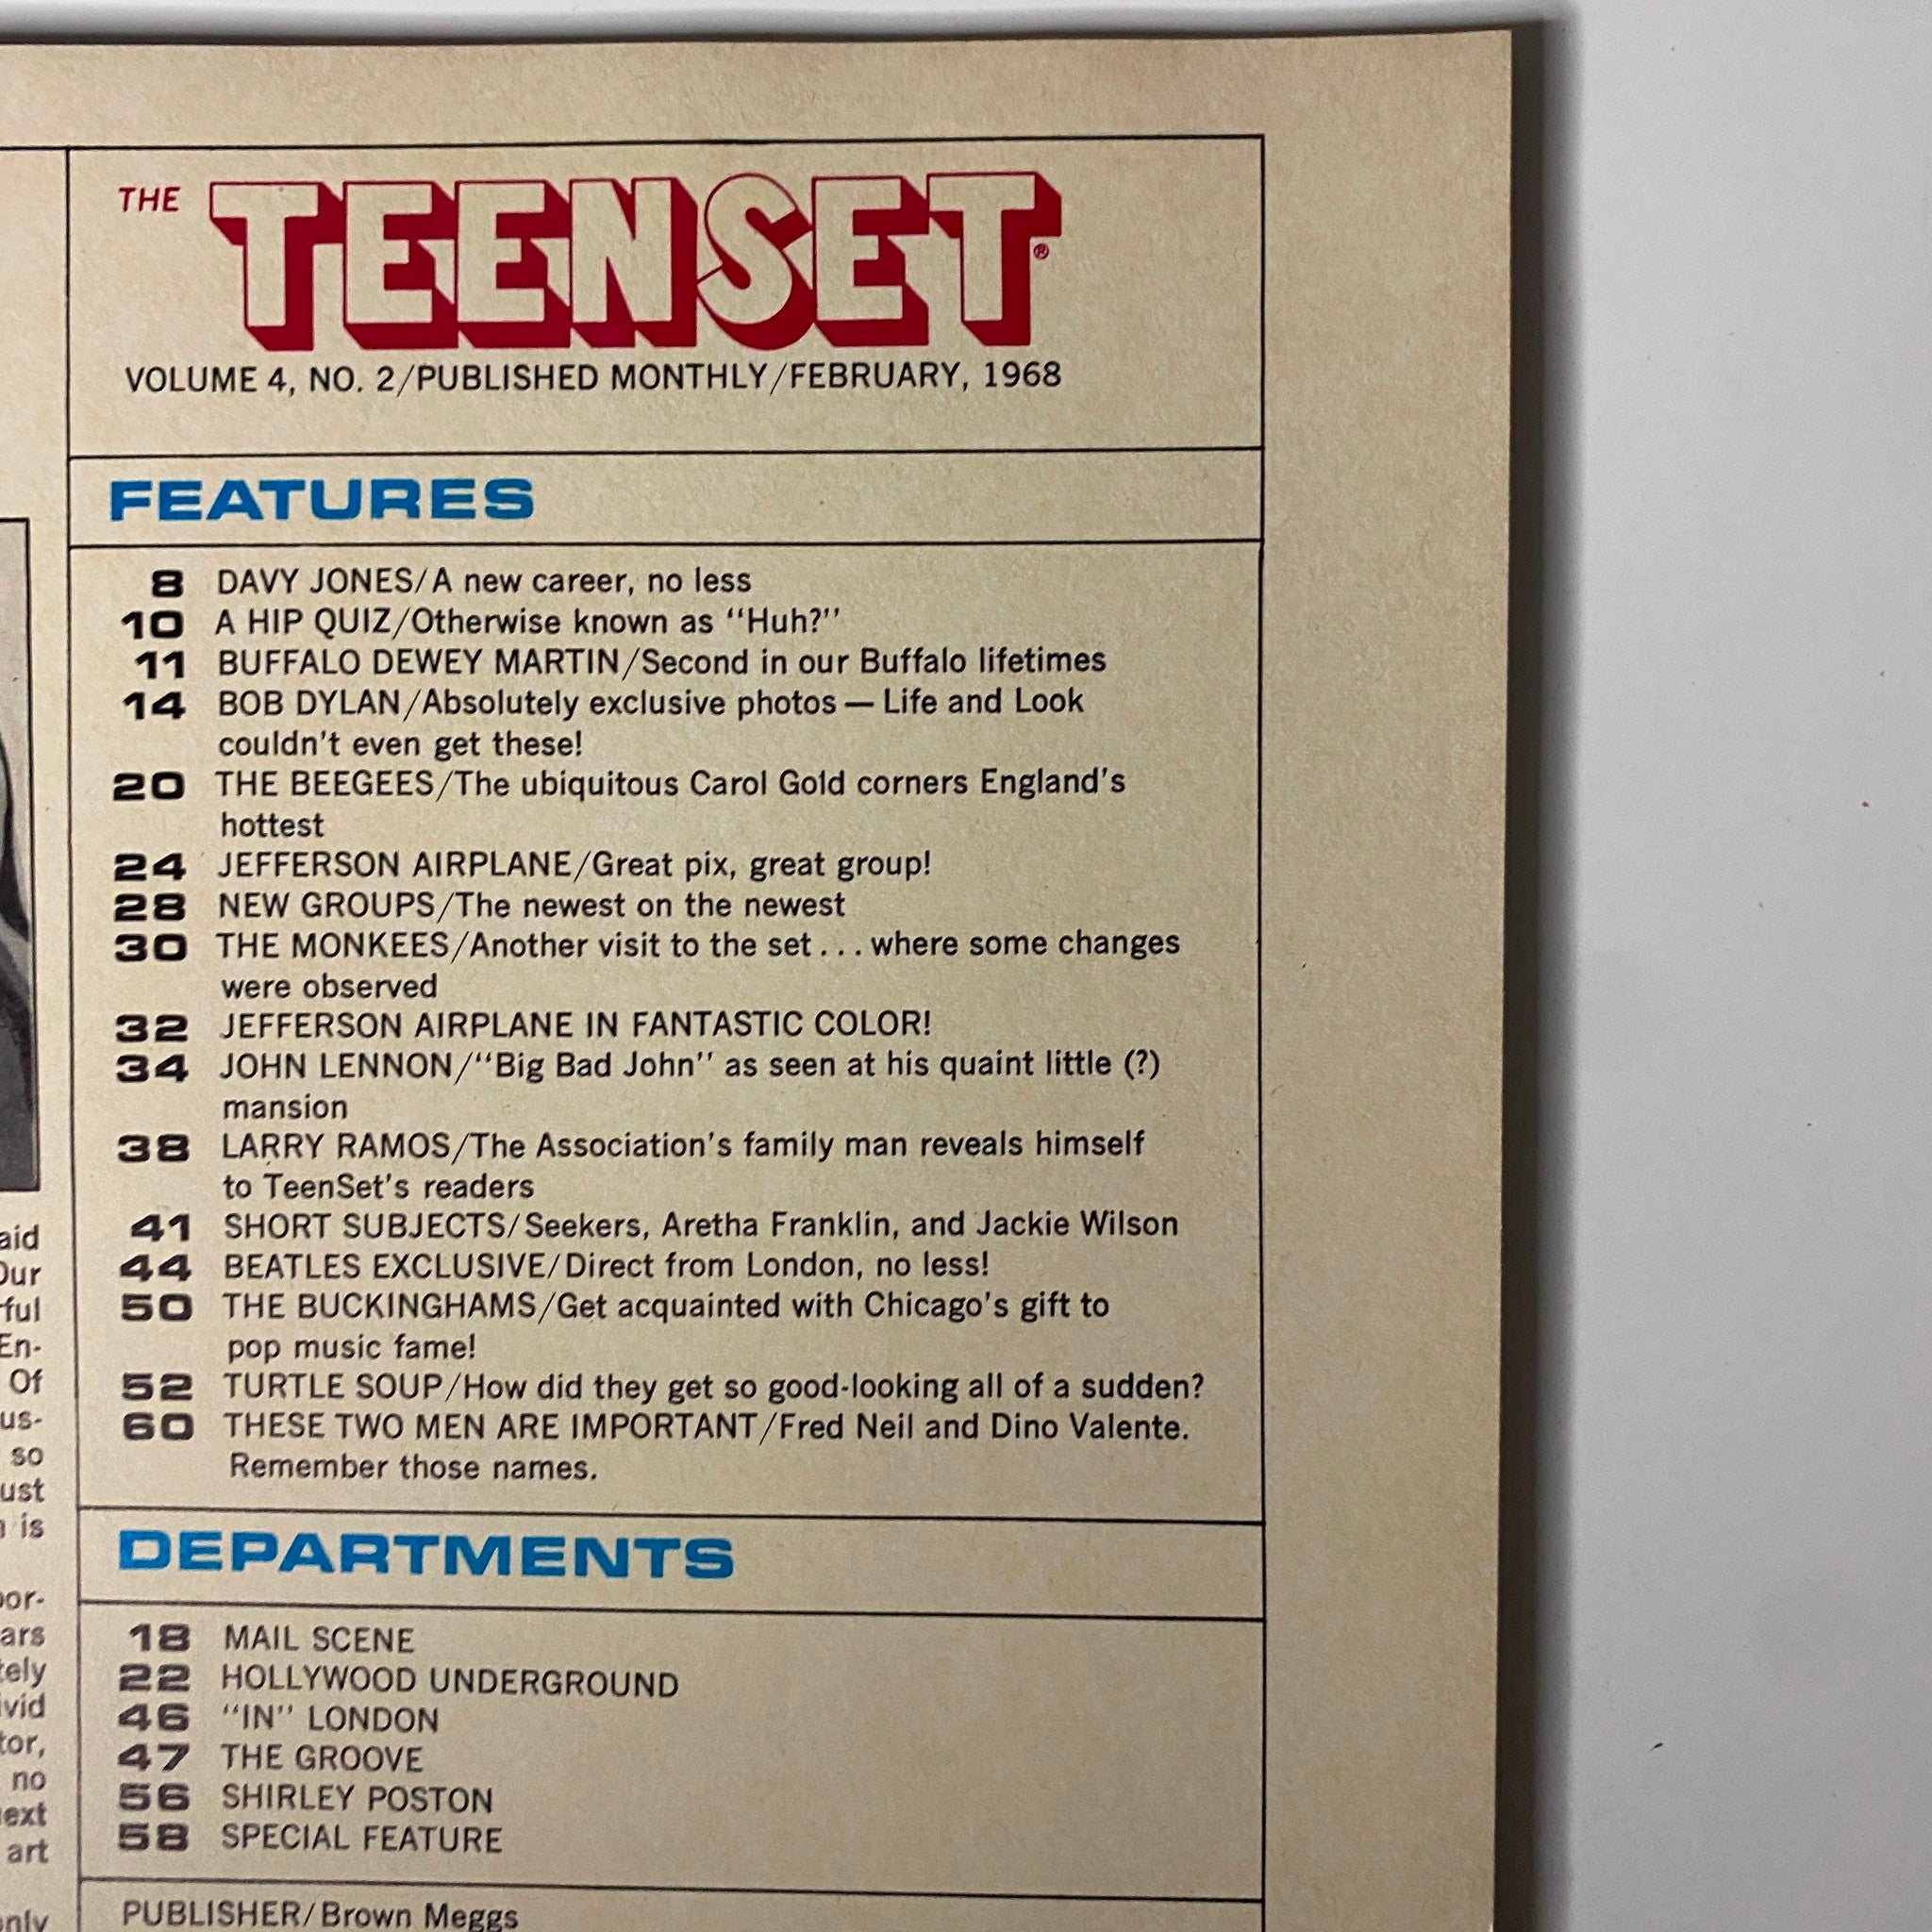 THE TEENSET®
VOLUME 4, NO. 2/PUBLISHED MONTHLY/FEBRUARY, 1968
FEATURES
8 DAVY JONES/A new career, no less
10 A HIP QUIZ/Otherwise known as "Huh?"
11 BUFFALO DEWEY MARTIN/Second in our Buffalo lifetimes
14 BOB DYLAN/Absolutely exclusive photos — Life and Look
couldn't even get these!
20 THE BEEGEES/The ubiquitous Carol Gold corners England's
hottest
24 JEFFERSON AIRPLANE/Great pix, great group!
28 NEW GROUPS/The newest on the newest
30 THE MONKEES/Another visit to the set...where some changes
were observed
32 JEFFERSON AIRPLANE IN FANTASTIC COLOR!
34 JOHN LENNON/"Big Bad John" as seen at his quaint little (?)
mansion
38 LARRY RAMOS/The Association's family man reveals himself
to TeenSet's readers
41 SHORT SUBJECTS/Seekers, Aretha Franklin, and Jackie Wilson
44 BEATLES EXCLUSIVE/Direct from London, no less!
50 THE BUCKINGHAMS/Get acquainted with Chicago's gift to
pop music fame!
52 TURTLE SOUP/How did they get so good-looking all of a sudden?
60 THESE TWO MEN ARE IMPORTANT/Fred Neil and Dino Valente.
Remember those names.
DEPARTMENTS
18 MAIL SCENE
22 HOLLYWOOD UNDERGROUND
46 "IN" LONDON
47 THE GROOVE
56 SHIRLEY POSTON
58 SPECIAL FEATURE
PUBLISHER/Brown Meggs